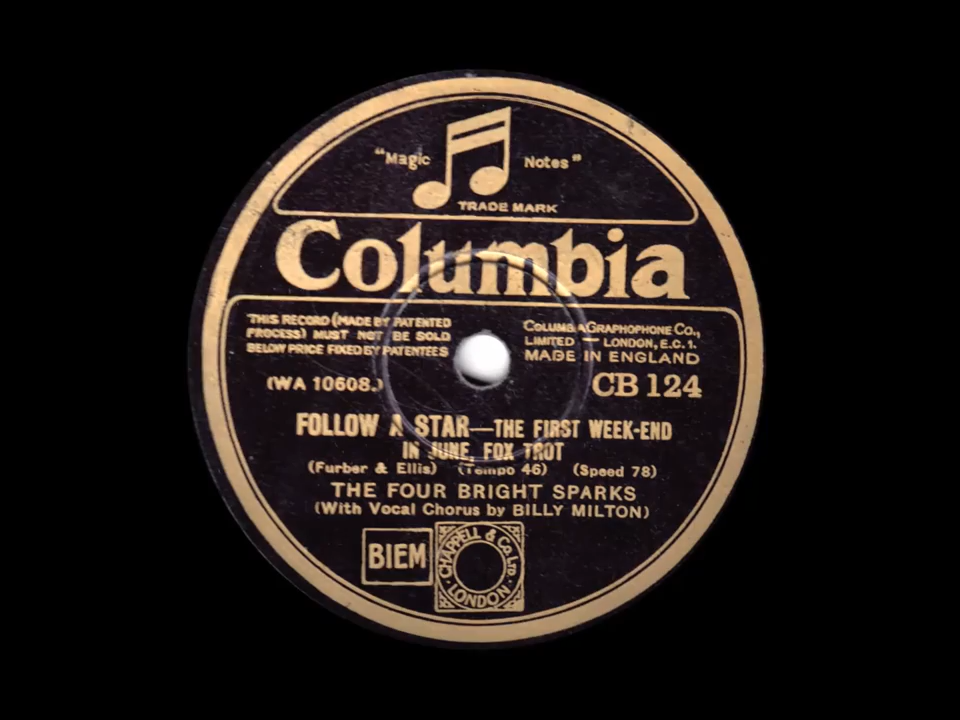 "Magic Notes"
TRADE MARK
Columbia
THIS RECORD (MADE BY PATENTED
PROCESS) MUST NOT BE SOLD
BELOW PRICE FIXED BY PATENTEES
COLUMBIA GRAPHOPHONE CO.,
LIMITED — LONDON, E.C.1.
MADE IN ENGLAND
(WA 10608.)
CB 124
FOLLOW A STAR—THE FIRST WEEK-END
IN JUNE, FOX TROT
(Furber & Ellis) (Tempo 46) (Speed 78)
THE FOUR BRIGHT SPARKS
(With Vocal Chorus by BILLY MILTON)
BIEM
CHAPPELL & CO. LTD.
LONDON